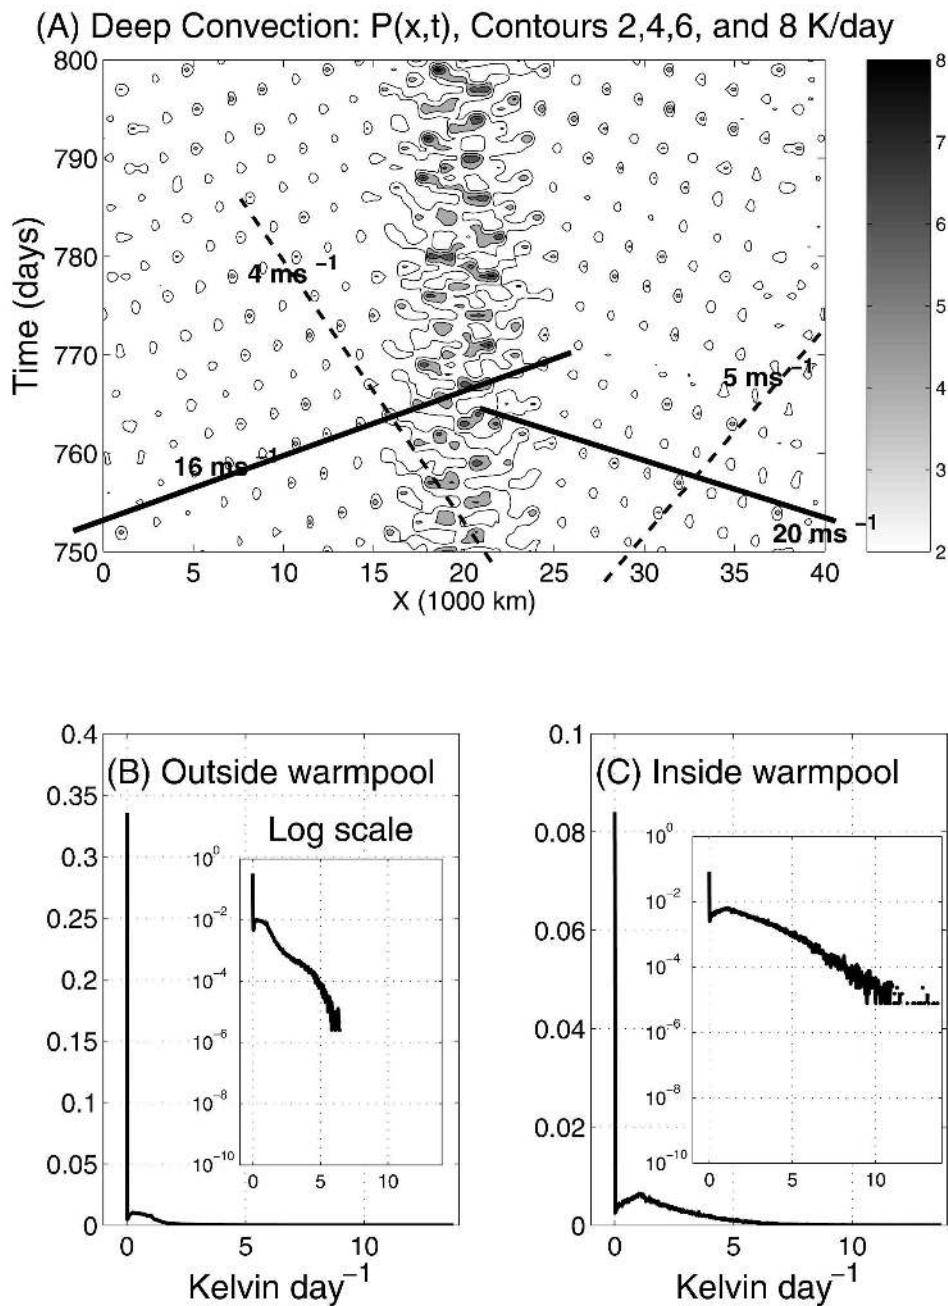 (A) Deep Convection: P(x,t), Contours 2,4,6, and 8 K/day
Time (days)
800
790
780
770
760
750
4 ms −1
5 ms −1
16 ms −1
20 ms −1
0 5 10 15 20 25 30 35 40
X (1000 km)
8
7
6
5
4
3
2
(B) Outside warmpool
0.4
0.35
0.3
0.25
0.2
0.15
0.1
0.05
0
Log scale
10^0
10^−2
10^−4
10^−6
10^−8
10^−10
0 5 10
0 5 10
Kelvin day^−1
(C) Inside warmpool
0.1
0.08
0.06
0.04
0.02
0
10^0
10^−2
10^−4
10^−6
10^−8
10^−10
0 5 10
0 5 10
Kelvin day^−1